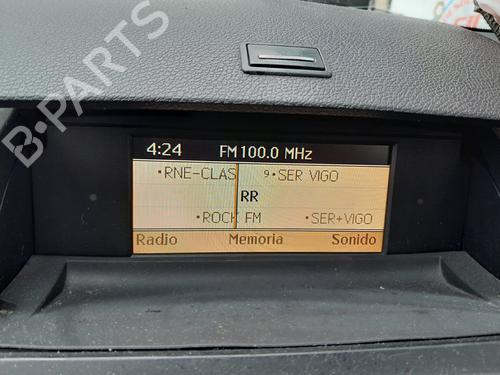 B-PARTS
4:24 FM 100.0 MHz
•RNE-CLAS 9•SER VIGO
RR
•ROCK FM •SER+VIGO
Radio Memoria Sonido